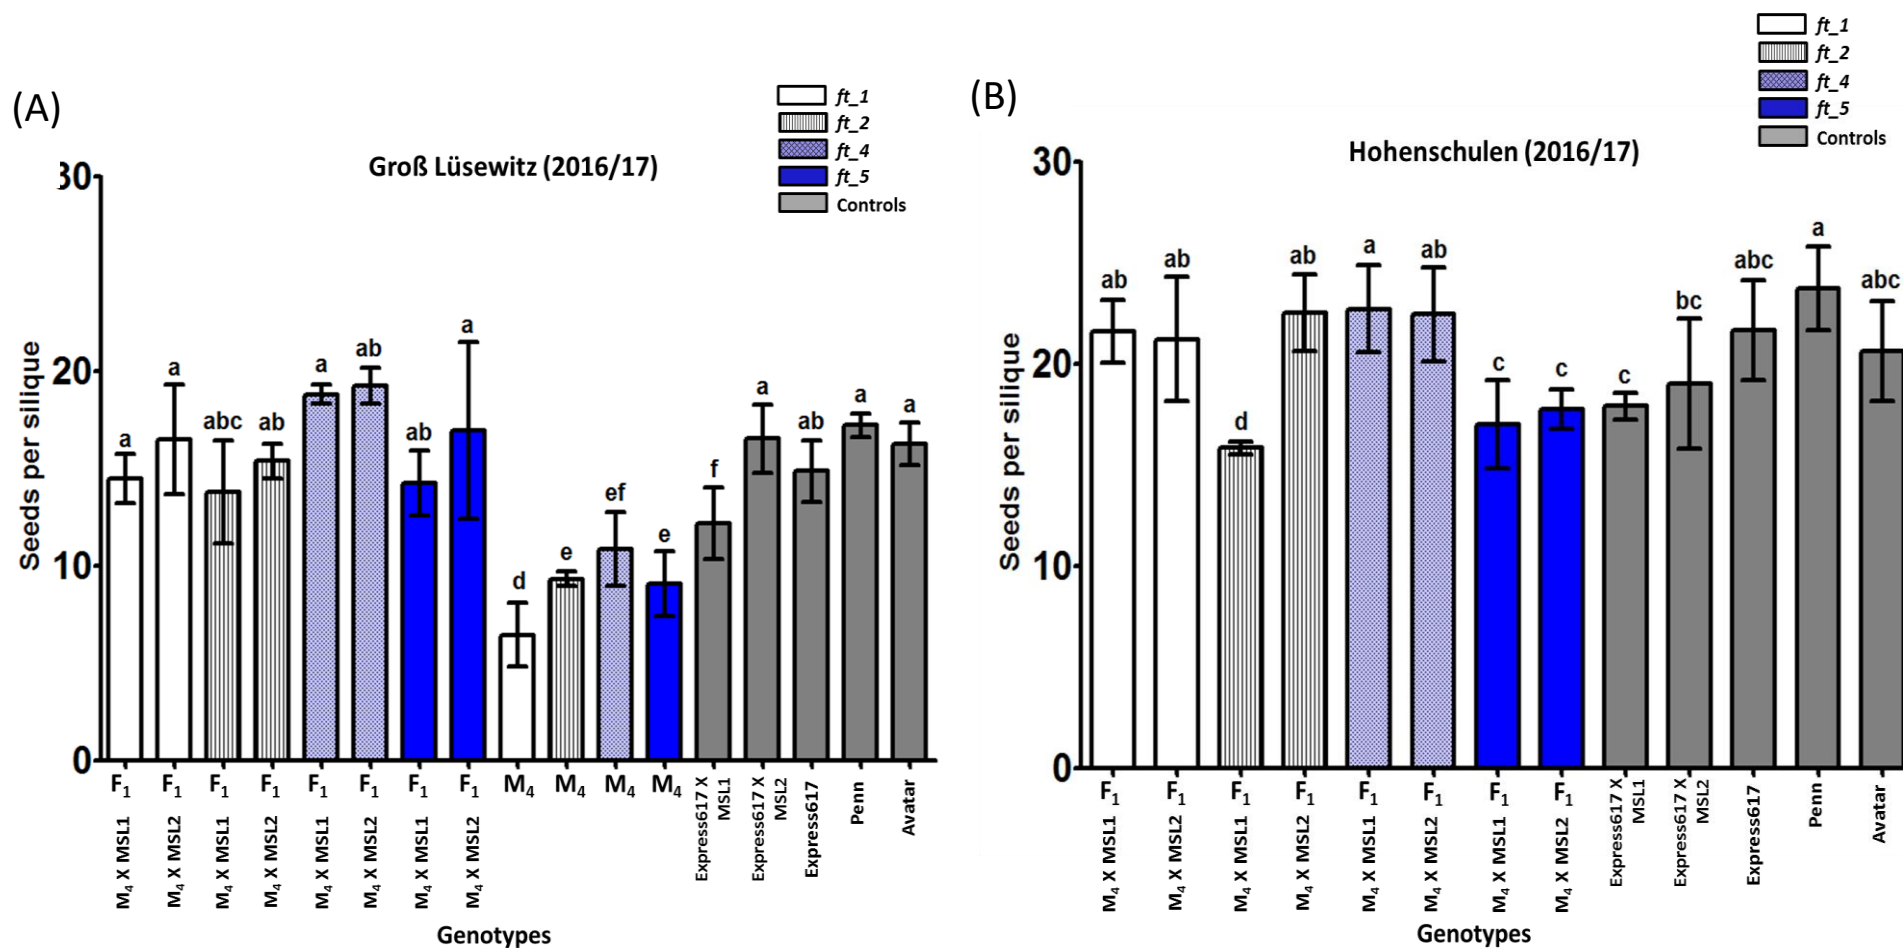 (A)
Groß Lüsewitz (2016/17)
ft_1
ft_2
ft_4
ft_5
Controls
Seeds per silique
30
20
10
0
a
a
abc
ab
a
ab
ab
a
d
e
ef
e
f
a
ab
a
a
F1
F1
F1
F1
F1
F1
F1
F1
M4
M4
M4
M4
M4 X MSL1
M4 X MSL2
M4 X MSL1
M4 X MSL2
M4 X MSL1
M4 X MSL2
M4 X MSL1
M4 X MSL2
Express617 X
MSL1
Express617 X
MSL2
Express617
Penn
Avatar
Genotypes
(B)
Hohenschulen (2016/17)
ft_1
ft_2
ft_4
ft_5
Controls
Seeds per silique
30
20
10
0
ab
ab
d
ab
a
ab
c
c
c
bc
abc
a
abc
F1
F1
F1
F1
F1
F1
F1
F1
M4 X MSL1
M4 X MSL2
M4 X MSL1
M4 X MSL2
M4 X MSL1
M4 X MSL2
M4 X MSL1
M4 X MSL2
Express617 X
MSL1
Express617 X
MSL2
Express617
Penn
Avatar
Genotypes